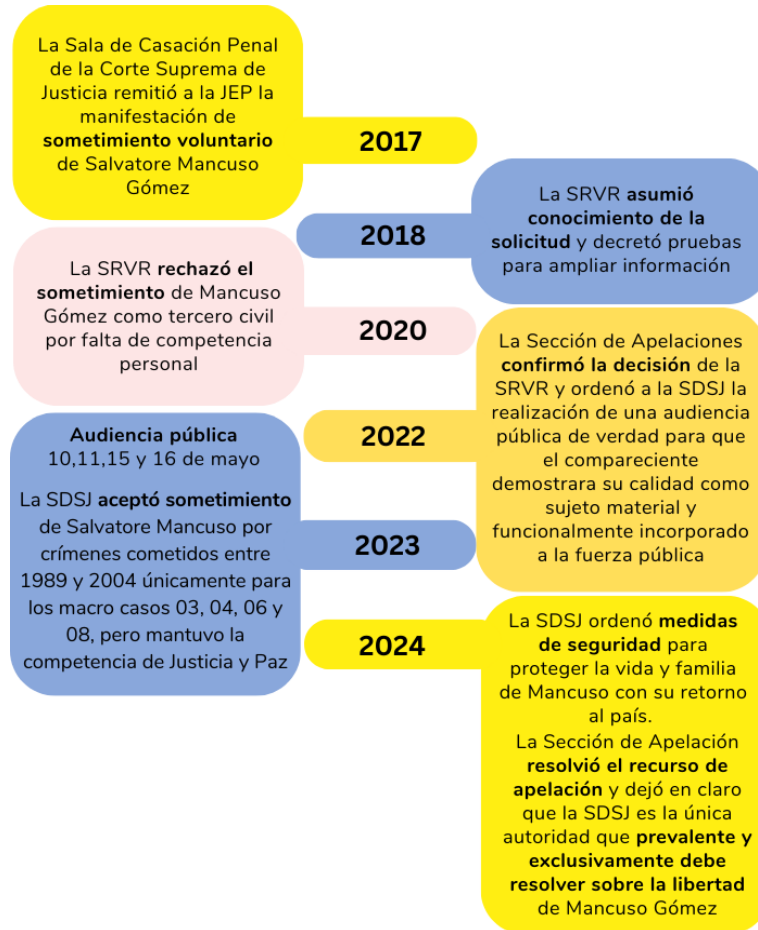 La Sala de Casación Penal
de la Corte Suprema de
Justicia remitió a la JEP la
manifestación de
sometimiento voluntario
de Salvatore Mancuso
Gómez
2017
2018
La SRVR asumió
conocimiento de la
solicitud y decretó pruebas
para ampliar información
La SRVR rechazó el
sometimiento de Mancuso
Gómez como tercero civil
por falta de competencia
personal
2020
2022
La Sección de Apelaciones
confirmó la decisión de la
SRVR y ordenó a la SDSJ la
realización de una audiencia
pública de verdad para que
el compareciente
demostrara su calidad como
sujeto material y
funcionalmente incorporado
a la fuerza pública
Audiencia pública
10,11,15 y 16 de mayo
La SDSJ aceptó sometimiento
de Salvatore Mancuso por
crímenes cometidos entre
1989 y 2004 únicamente para
los macro casos 03, 04, 06 y
08, pero mantuvo la
competencia de Justicia y Paz
2023
2024
La SDSJ ordenó medidas
de seguridad para
proteger la vida y familia
de Mancuso con su retorno
al país.
La Sección de Apelación
resolvió el recurso de
apelación y dejó en claro
que la SDSJ es la única
autoridad que prevalente y
exclusivamente debe
resolver sobre la libertad
de Mancuso Gómez